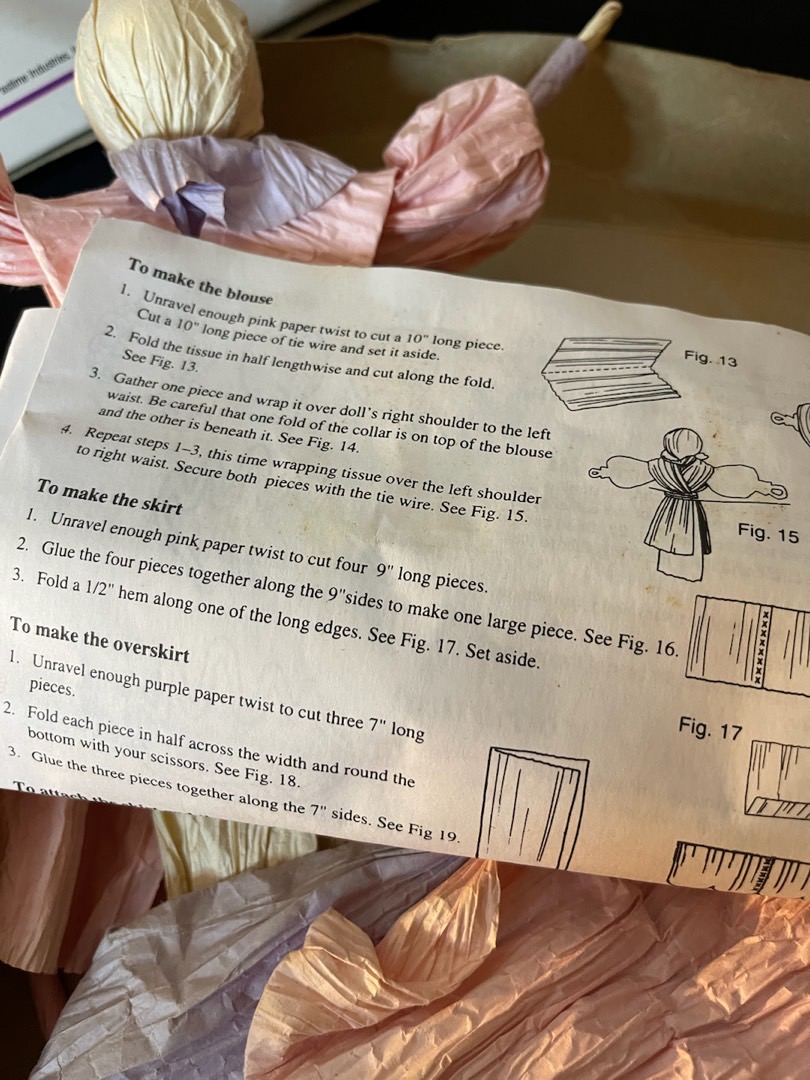 Industries,
To make the blouse
1. Unravel enough pink paper twist to cut a 10" long piece.
Cut a 10" long piece of tie wire and set it aside.
2. Fold the tissue in half lengthwise and cut along the fold.
See Fig. 13.
3. Gather one piece and wrap it over doll's right shoulder to the left
waist. Be careful that one fold of the collar is on top of the blouse
and the other is beneath it. See Fig. 14.
4. Repeat steps 1–3, this time wrapping tissue over the left shoulder
to right waist. Secure both pieces with the tie wire. See Fig. 15.
Fig. 13
Fig. 15
To make the skirt
1. Unravel enough pink paper twist to cut four 9" long pieces.
2. Glue the four pieces together along the 9"sides to make one large piece. See Fig. 16.
3. Fold a 1/2" hem along one of the long edges. See Fig. 17. Set aside.
Fig. 17
To make the overskirt
1. Unravel enough purple paper twist to cut three 7" long
pieces.
2. Fold each piece in half across the width and round the
bottom with your scissors. See Fig. 18.
3. Glue the three pieces together along the 7" sides. See Fig 19.
To attach the